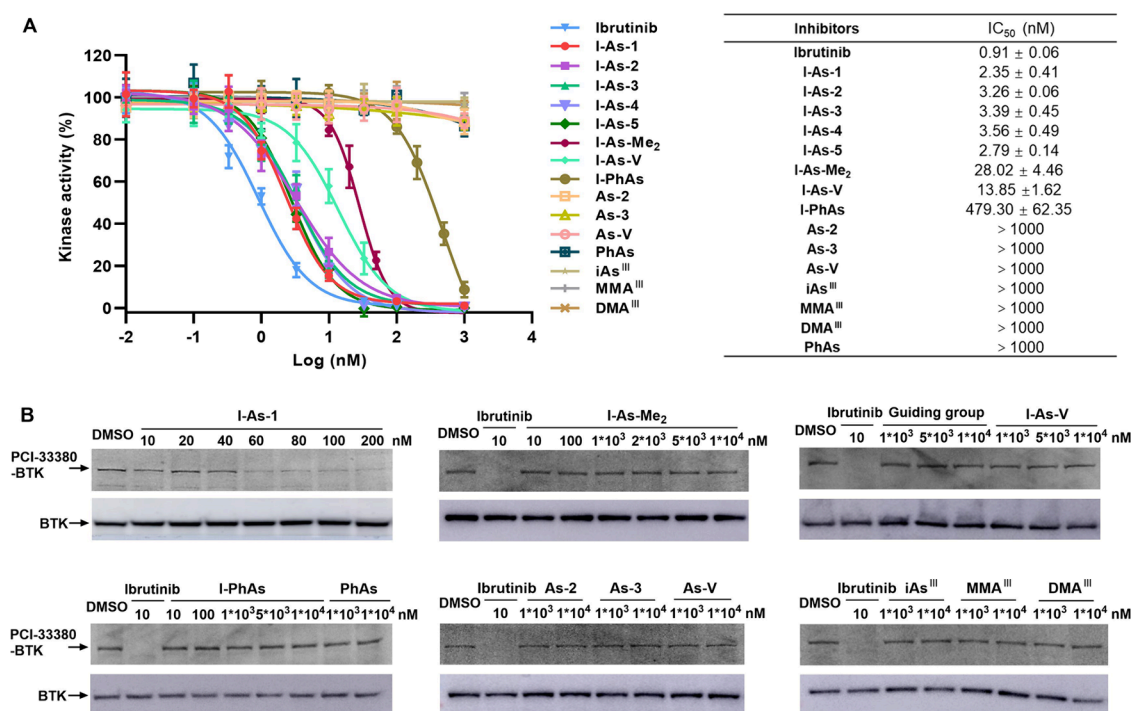 A
Kinase activity (%)
120
100
80
60
40
20
0
-2 -1 0 1 2 3 4
Log (nM)
Ibrutinib
I-As-1
I-As-2
I-As-3
I-As-4
I-As-5
I-As-Me₂
I-As-V
I-PhAs
As-2
As-3
As-V
PhAs
iAsᴵᴵᴵ
MMAᴵᴵᴵ
DMAᴵᴵᴵ
Inhibitors IC₅₀ (nM)
Ibrutinib 0.91 ± 0.06
I-As-1 2.35 ± 0.41
I-As-2 3.26 ± 0.06
I-As-3 3.39 ± 0.45
I-As-4 3.56 ± 0.49
I-As-5 2.79 ± 0.14
I-As-Me₂ 28.02 ± 4.46
I-As-V 13.85 ±1.62
I-PhAs 479.30 ± 62.35
As-2 > 1000
As-3 > 1000
As-V > 1000
iAsᴵᴵᴵ > 1000
MMAᴵᴵᴵ > 1000
DMAᴵᴵᴵ > 1000
PhAs > 1000
B
I-As-1
DMSO 10 20 40 60 80 100 200 nM
PCI-33380
-BTK
BTK
Ibrutinib I-As-Me₂
DMSO 10 10 100 1*10³ 2*10³ 5*10³ 1*10⁴ nM
Ibrutinib Guiding group I-As-V
DMSO 10 1*10³ 5*10³ 1*10⁴ 1*10³ 5*10³ 1*10⁴ nM
Ibrutinib I-PhAs PhAs
DMSO 10 10 100 1*10³ 5*10³ 1*10⁴ 1*10³ 1*10⁴ nM
PCI-33380
-BTK
BTK
Ibrutinib As-2 As-3 As-V
DMSO 10 1*10³ 1*10⁴ 1*10³ 1*10⁴ 1*10³ 1*10⁴ nM
Ibrutinib iAsᴵᴵᴵ MMAᴵᴵᴵ DMAᴵᴵᴵ
DMSO 10 1*10³ 1*10⁴ 1*10³ 1*10⁴ 1*10³ 1*10⁴ nM